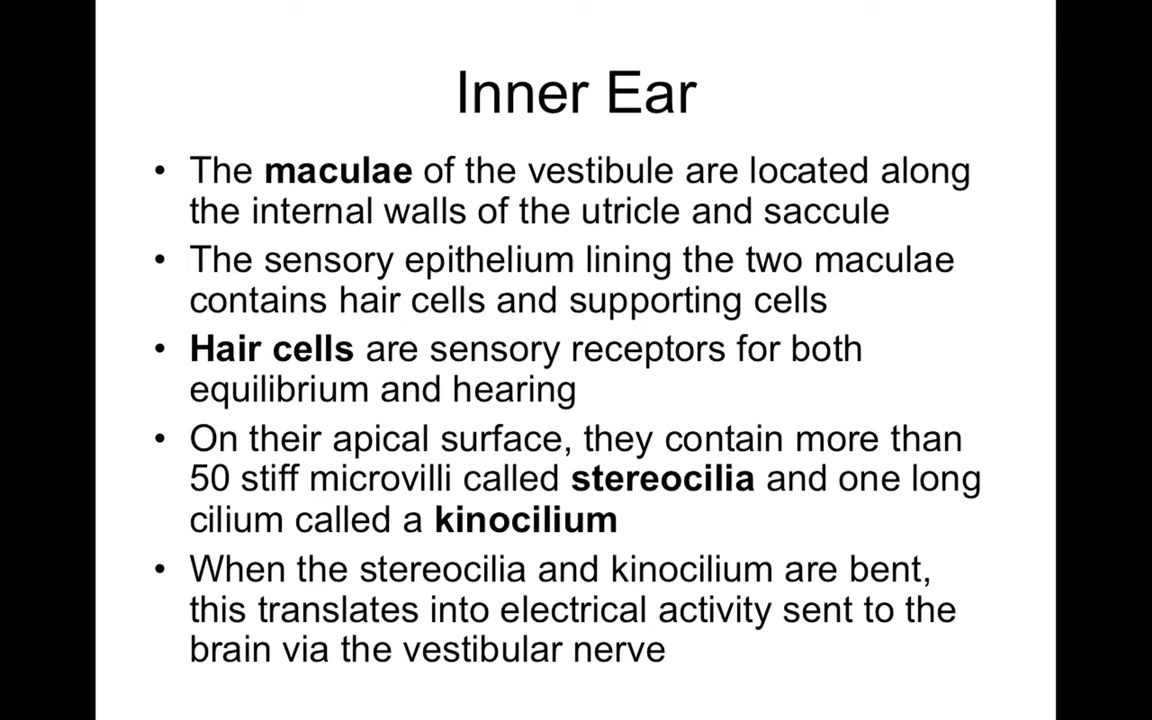 Inner Ear
• The maculae of the vestibule are located along
the internal walls of the utricle and saccule
• The sensory epithelium lining the two maculae
contains hair cells and supporting cells
• Hair cells are sensory receptors for both
equilibrium and hearing
• On their apical surface, they contain more than
50 stiff microvilli called stereocilia and one long
cilium called a kinocilium
• When the stereocilia and kinocilium are bent,
this translates into electrical activity sent to the
brain via the vestibular nerve